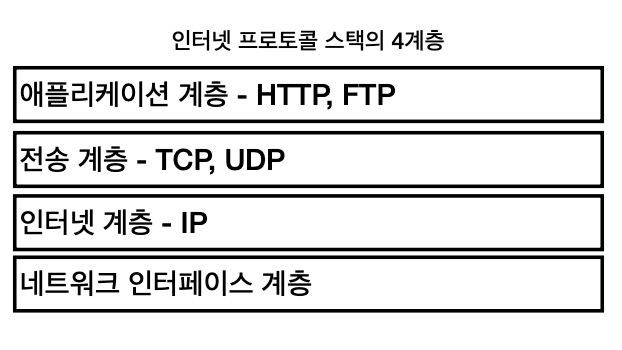 인터넷 프로토콜 스택의 4계층
애플리케이션 계층 - HTTP, FTP
전송 계층 - TCP, UDP
인터넷 계층 - IP
네트워크 인터페이스 계층